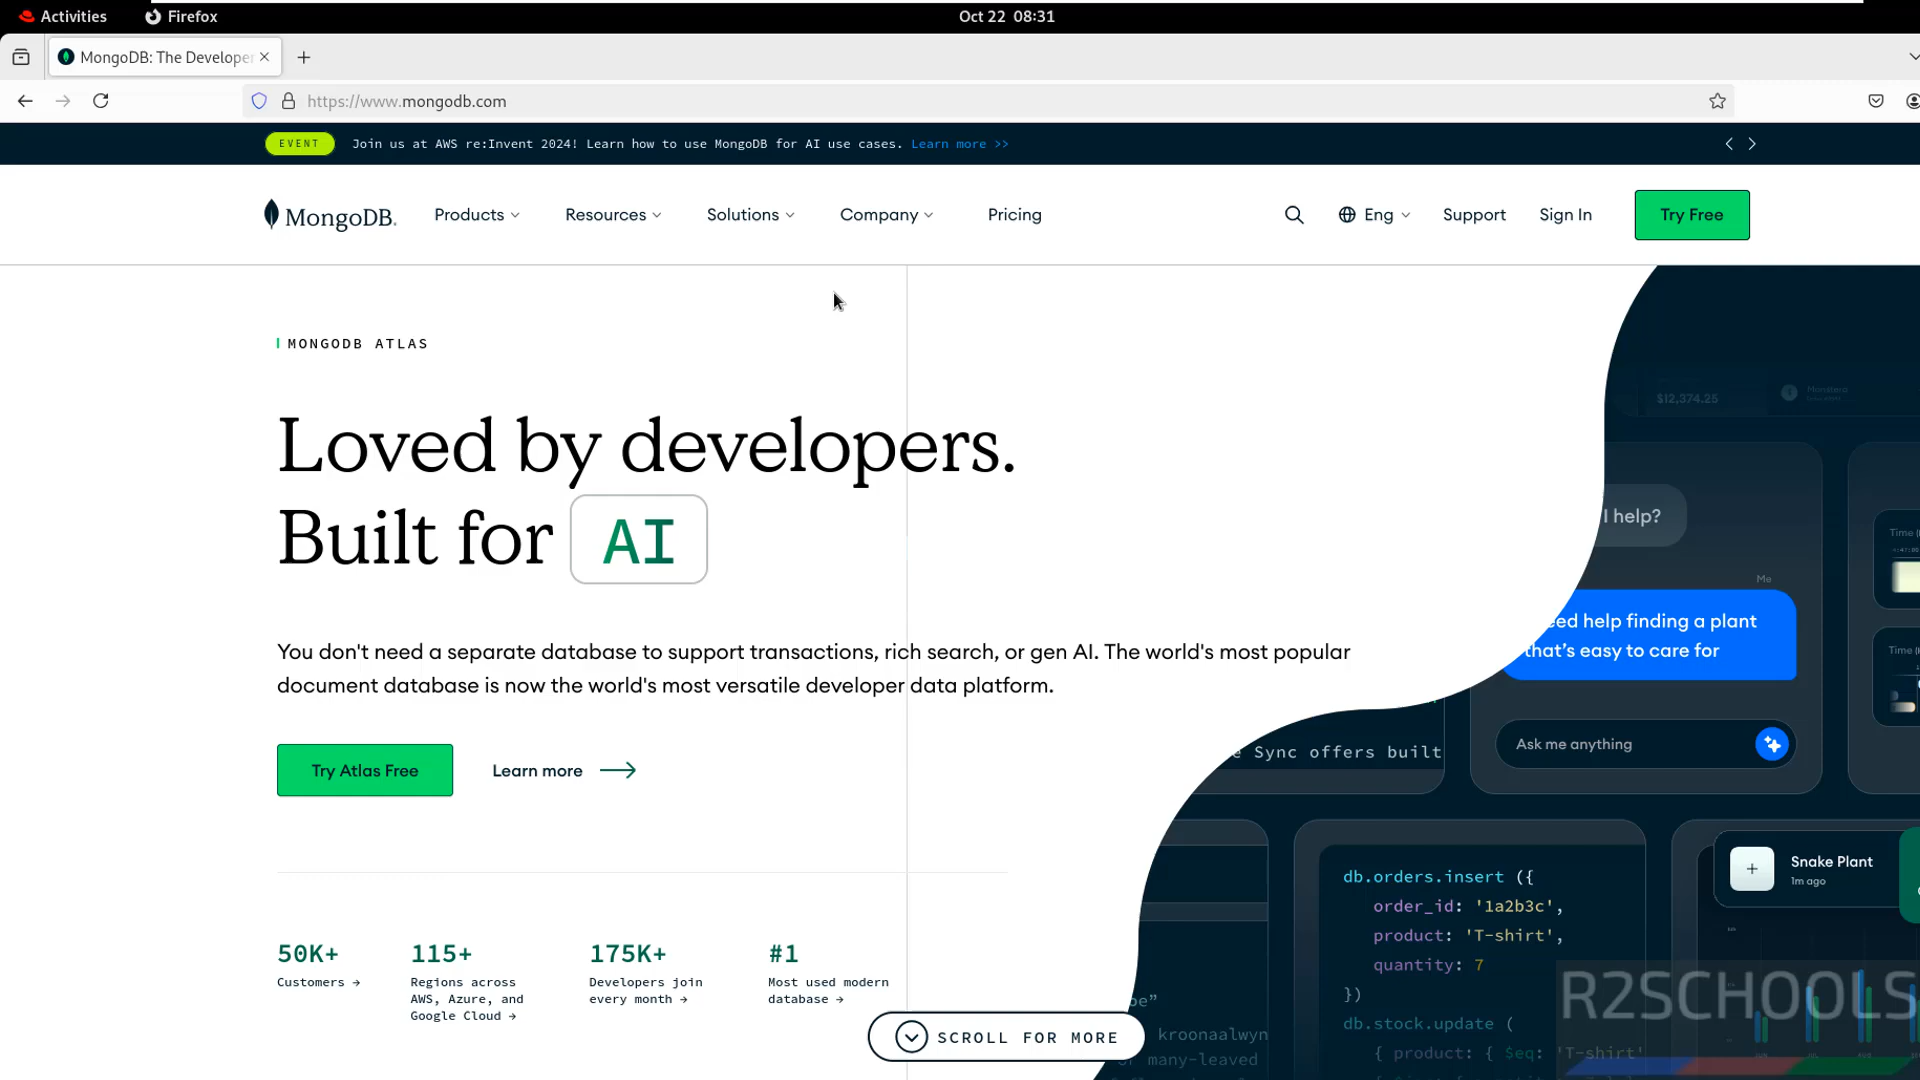 Activities
Firefox
Oct 22 08:31
MongoDB: The Developer
https://www.mongodb.com
EVENT
Join us at AWS re:Invent 2024! Learn how to use MongoDB for AI use cases. Learn more >>
MongoDB.
Products
Resources
Solutions
Company
Pricing
Eng
Support
Sign In
Try Free
MONGODB ATLAS
Loved by developers.
Built for AI
You don't need a separate database to support transactions, rich search, or gen AI. The world's most popular
document database is now the world's most versatile developer data platform.
Try Atlas Free
Learn more
50K+
Customers →
115+
Regions across
AWS, Azure, and
Google Cloud →
175K+
Developers join
every month →
#1
Most used modern
database →
SCROLL FOR MORE
$12,374.25
I help?
Me
eed help finding a plant
that's easy to care for
Ask me anything
Time (
Time (
e Sync offers built
Snake Plant
1m ago
db.orders.insert ({
order_id: '1a2b3c',
product: 'T-shirt',
quantity: 7
})
db.stock.update (
{ product: { $eq: 'T-shirt'
pe”
kroonaalwyn
or many-leaved
R2SCHOOLS